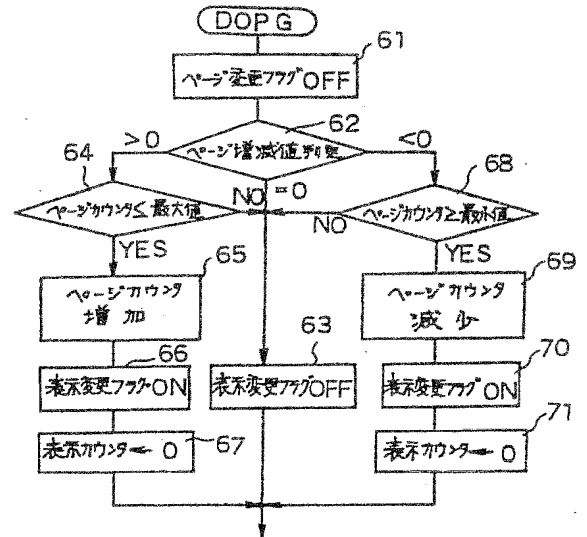 DOPG
61
ページ変更フラグOFF
62
>0
<0
ページ増減値判定
64
68
=0
ページカウンタ≤最大値
NO
NO
ページカウンタ≥最小値
YES
YES
65
69
ページカウンタ
増加
ページカウンタ
減少
66
63
70
表示変更フラグON
表示変更フラグOFF
表示変更フラグON
67
71
表示カウンタ←0
表示カウンタ←0